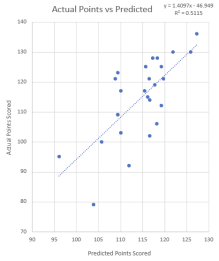 Actual Points vs Predicted
y = 1.4097x - 46.949
R² = 0.5115
140
130
120
110
100
90
80
70
Actual Points Scored
90 95 100 105 110 115 120 125 130
Predicted Points Scored